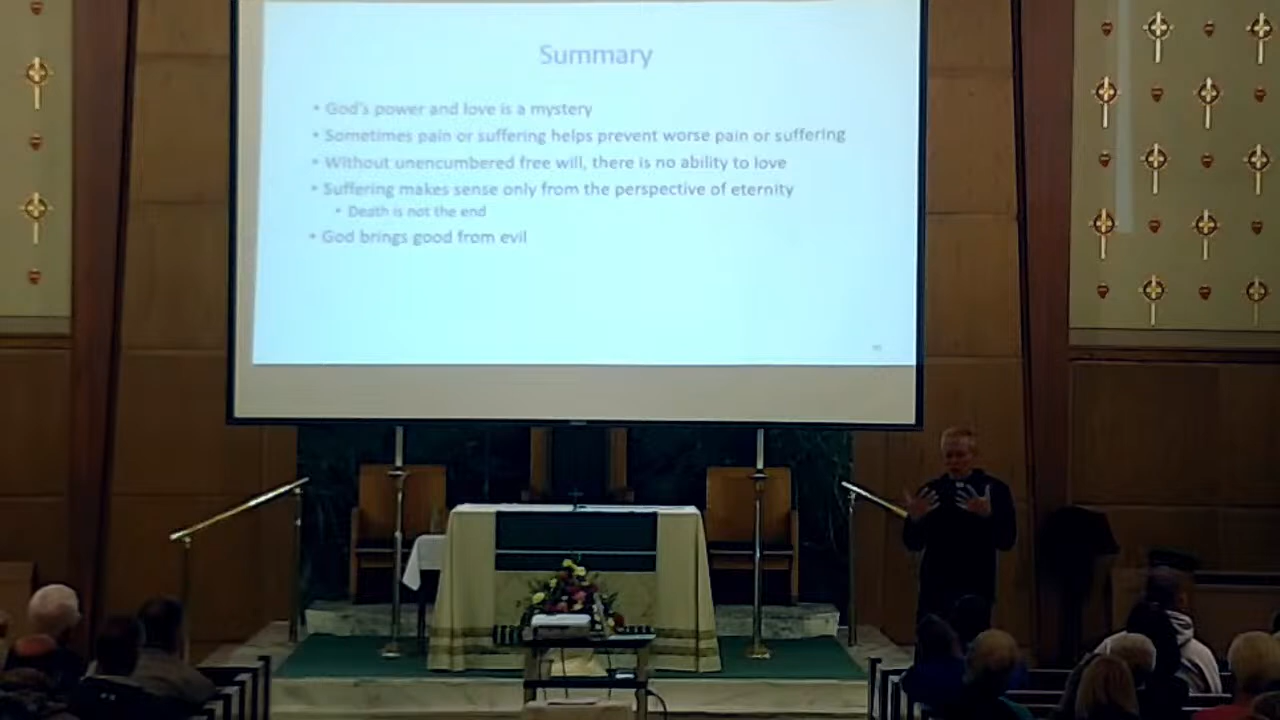 Summary
• God's power and love is a mystery
• Sometimes pain or suffering helps prevent worse pain or suffering
• Without unencumbered free will, there is no ability to love
• Suffering makes sense only from the perspective of eternity
• Death is not the end
• God brings good from evil